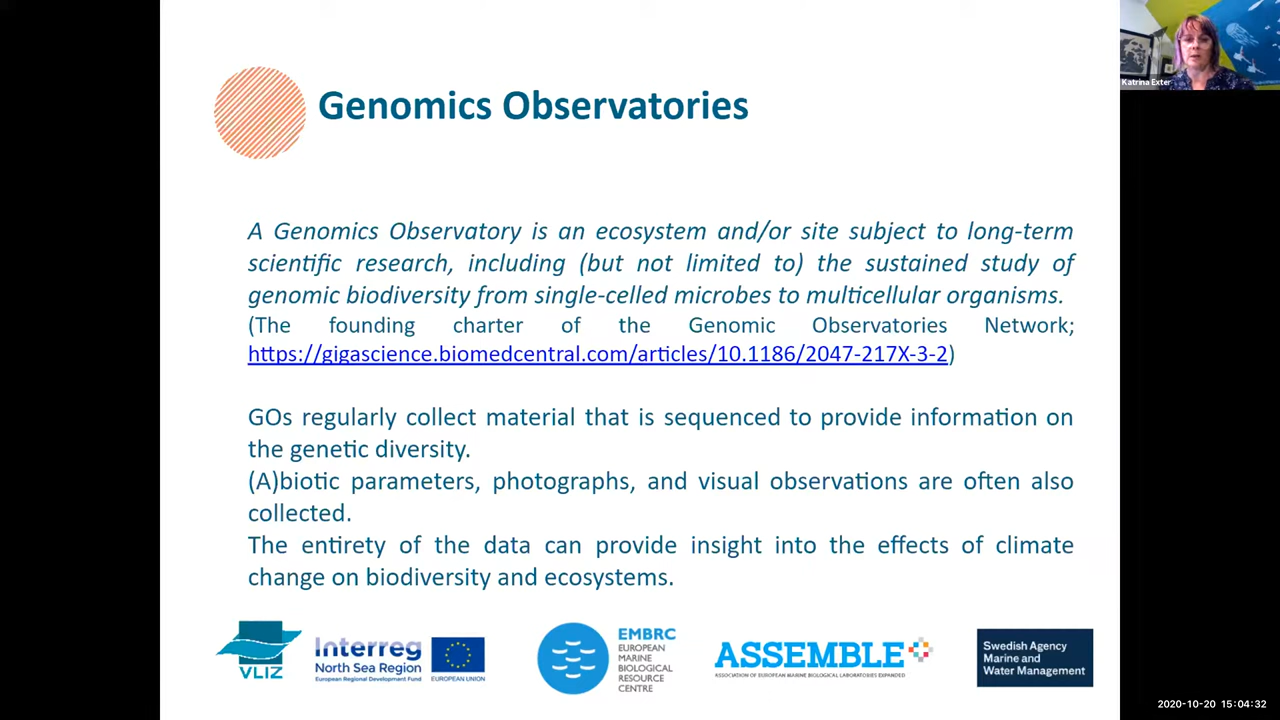 Katrina Exter
Genomics Observatories
A Genomics Observatory is an ecosystem and/or site subject to long-term
scientific research, including (but not limited to) the sustained study of
genomic biodiversity from single-celled microbes to multicellular organisms.
(The founding charter of the Genomic Observatories Network;
https://gigascience.biomedcentral.com/articles/10.1186/2047-217X-3-2)
GOs regularly collect material that is sequenced to provide information on
the genetic diversity.
(A)biotic parameters, photographs, and visual observations are often also
collected.
The entirety of the data can provide insight into the effects of climate
change on biodiversity and ecosystems.
VLIZ
Interreg
North Sea Region
European Regional Development Fund
EUROPEAN UNION
EMBRC
EUROPEAN
MARINE
BIOLOGICAL
RESOURCE
CENTRE
ASSEMBLE
ASSOCIATION OF EUROPEAN MARINE BIOLOGICAL LABORATORIES EXPANDED
Swedish Agency
Marine and
Water Management
2020-10-20 15:04:32